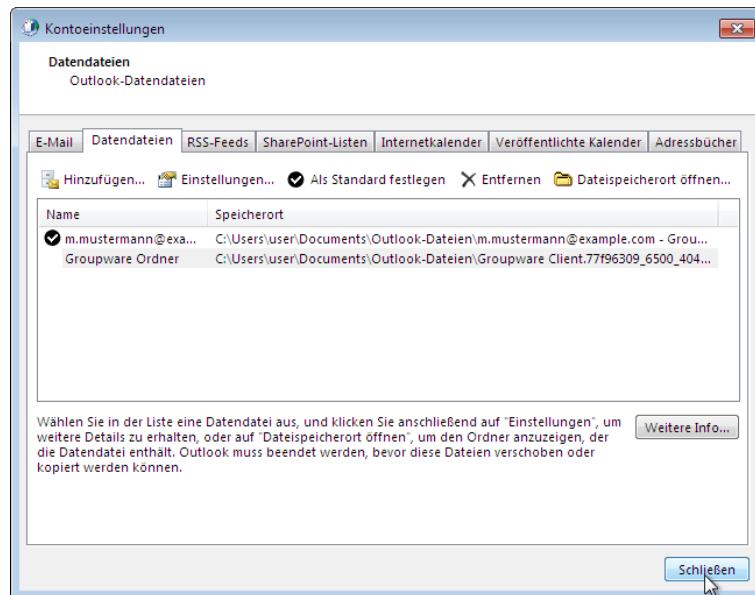 Kontoeinstellungen
Datendateien
Outlook-Datendateien
E-Mail Datendateien RSS-Feeds SharePoint-Listen Internetkalender Veröffentlichte Kalender Adressbücher
Hinzufügen... Einstellungen... Als Standard festlegen Entfernen Dateispeicherort öffnen...
Name Speicherort
m.mustermann@exa... C:\Users\user\Documents\Outlook-Dateien\m.mustermann@example.com - Grou...
Groupware Ordner C:\Users\user\Documents\Outlook-Dateien\Groupware Client.77f96309_6500_404...
Wählen Sie in der Liste eine Datendatei aus, und klicken Sie anschließend auf "Einstellungen", um
weitere Details zu erhalten, oder auf "Dateispeicherort öffnen", um den Ordner anzuzeigen, der
die Datendatei enthält. Outlook muss beendet werden, bevor diese Dateien verschoben oder
kopiert werden können.
Weitere Info...
Schließen